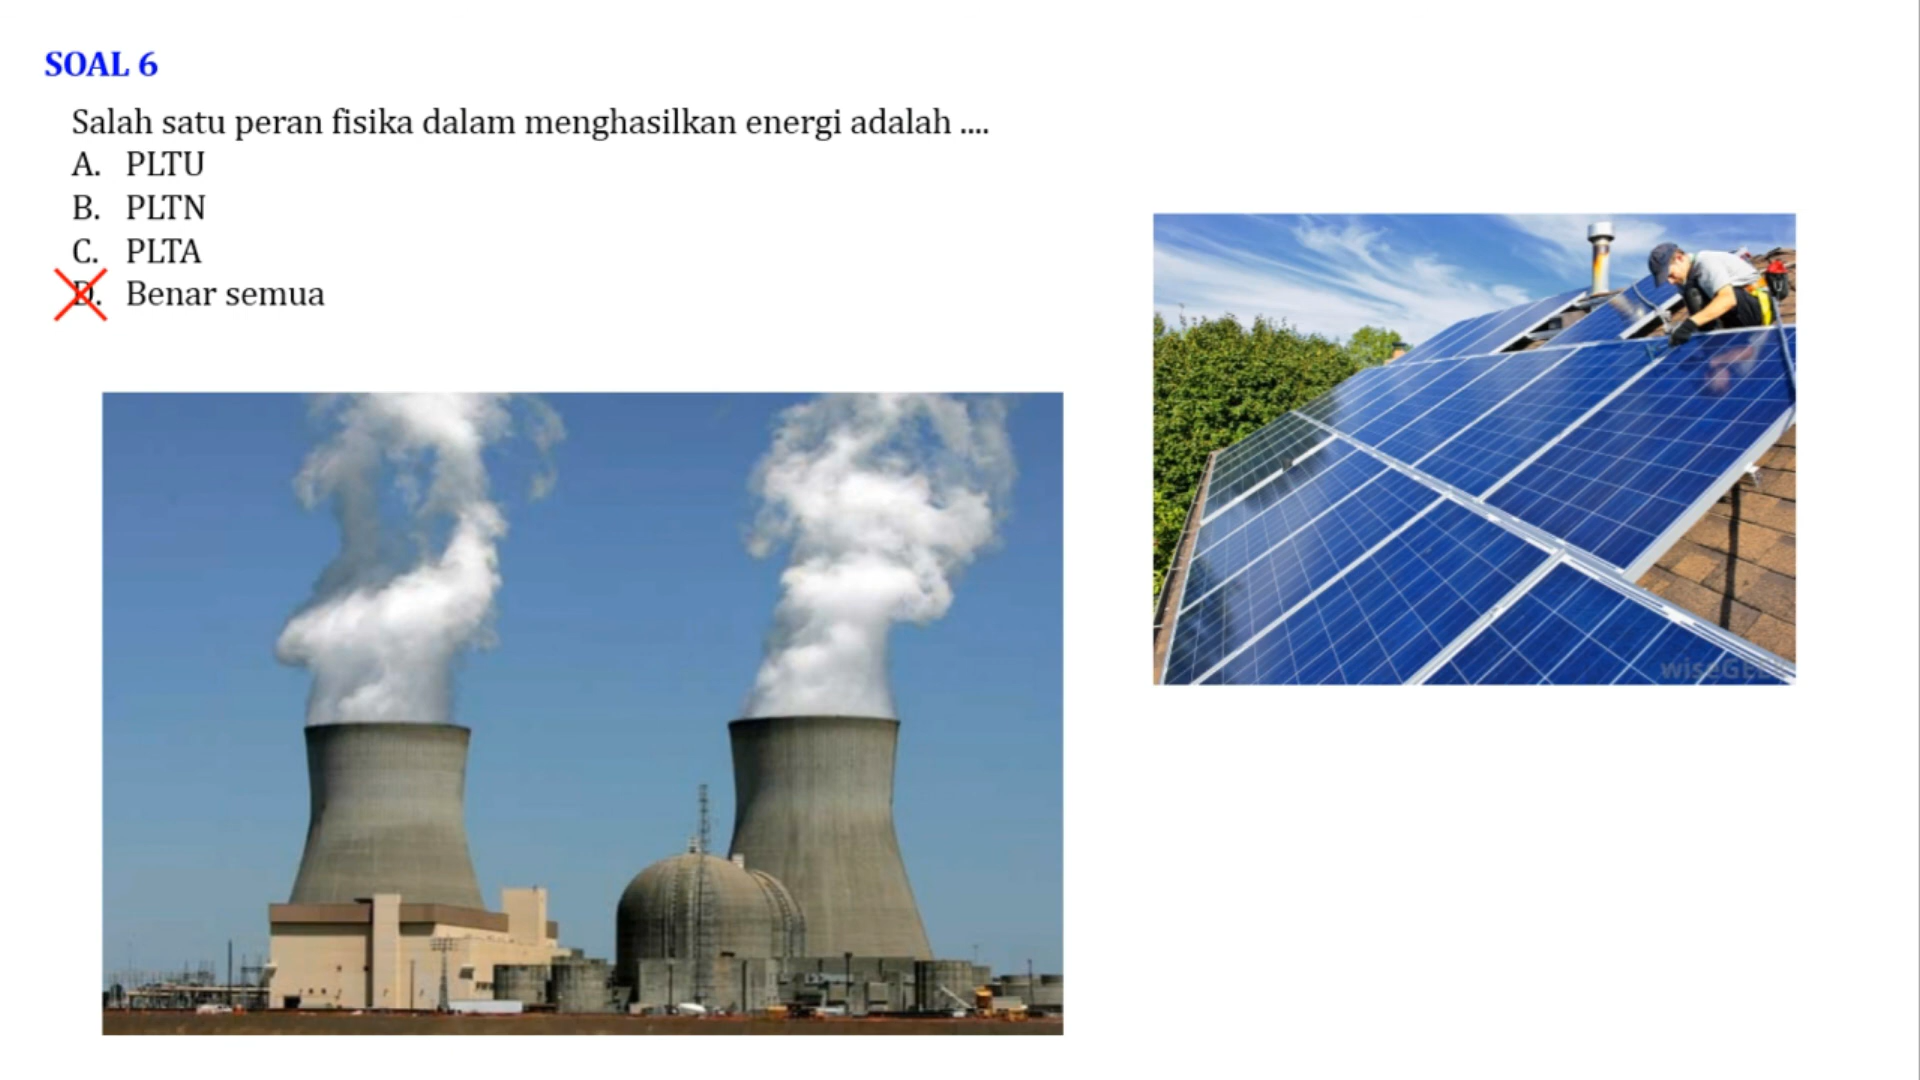 SOAL 6
Salah satu peran fisika dalam menghasilkan energi adalah ....
A. PLTU
B. PLTN
C. PLTA
D. Benar semua